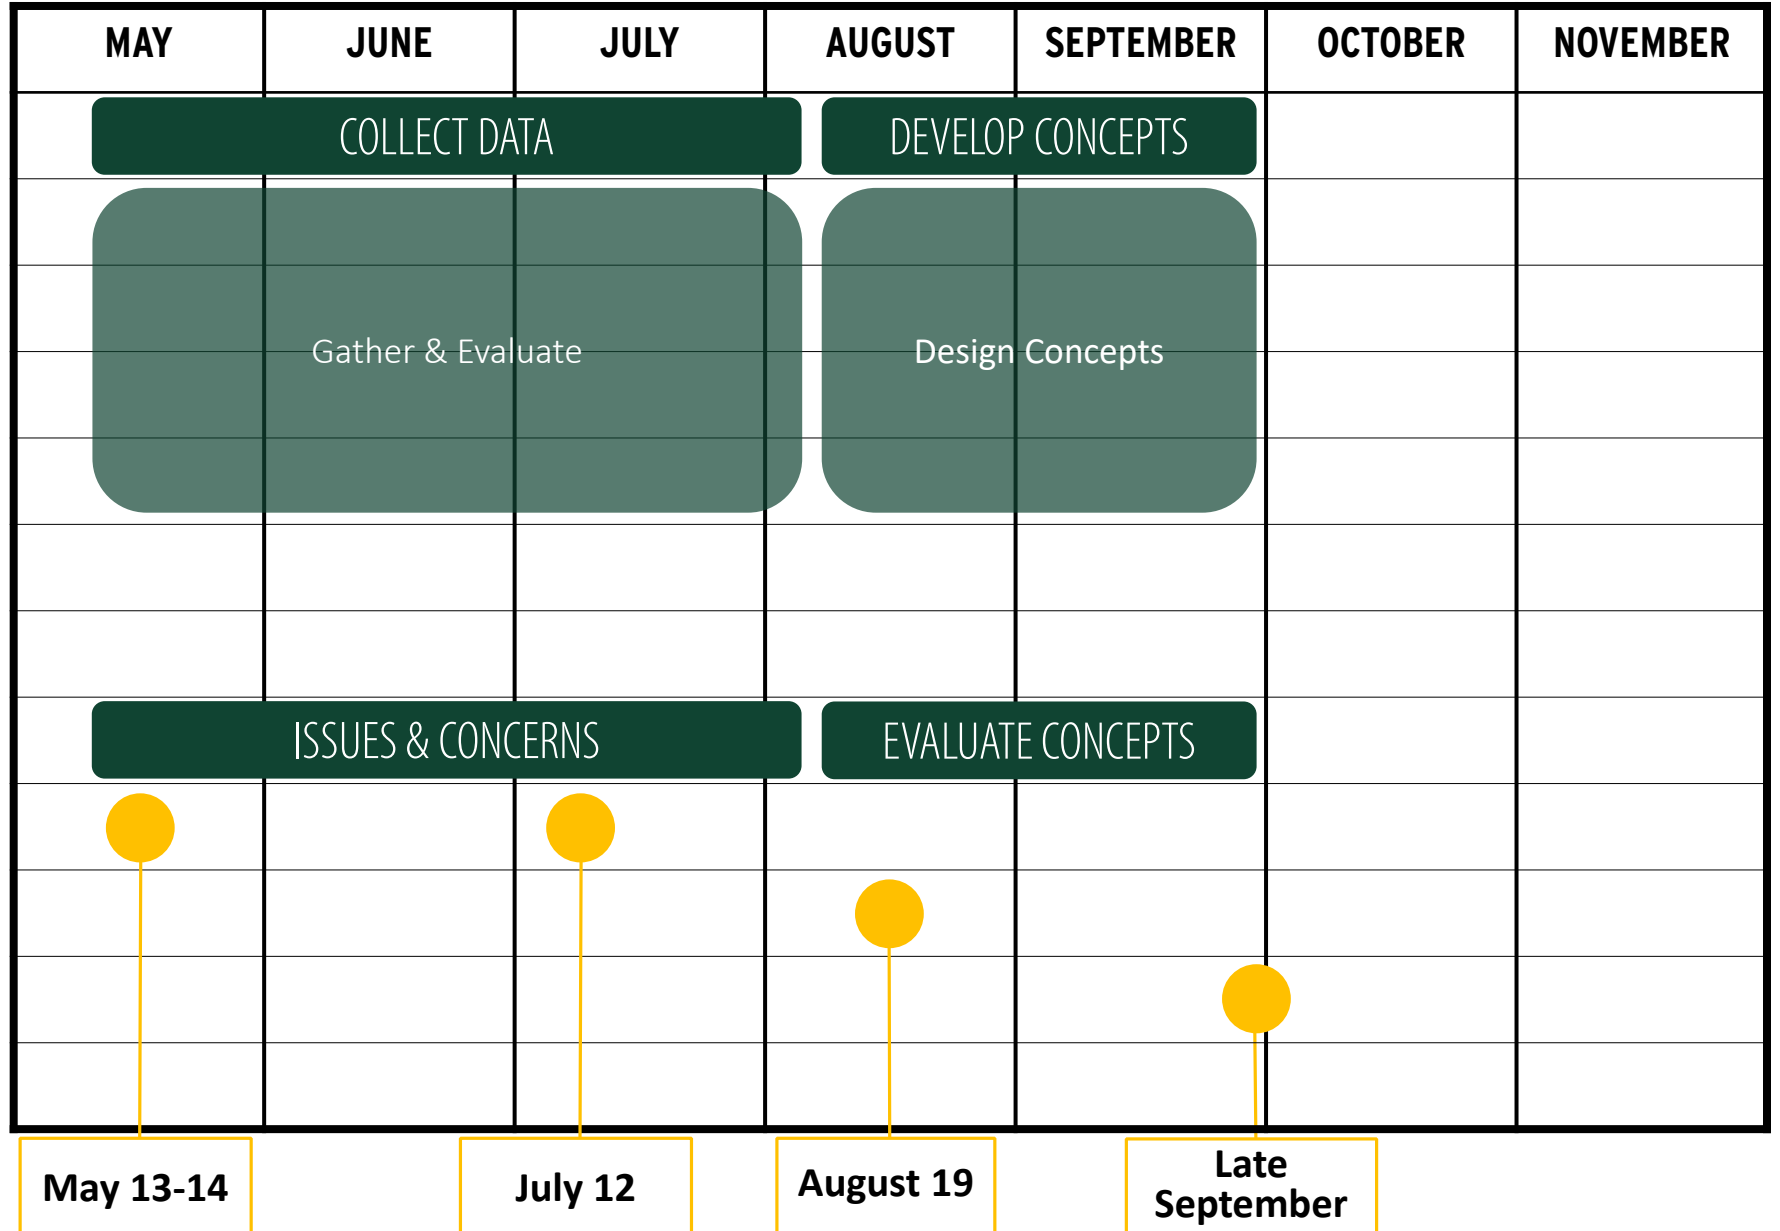 MAY JUNE JULY AUGUST SEPTEMBER OCTOBER NOVEMBER
COLLECT DATA DEVELOP CONCEPTS
Gather & Evaluate Design Concepts
ISSUES & CONCERNS EVALUATE CONCEPTS
May 13-14
July 12
August 19
Late
September